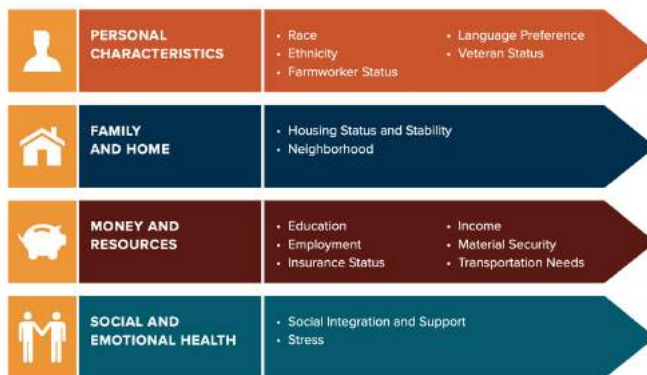 PERSONAL
CHARACTERISTICS
• Race
• Ethnicity
• Farmworker Status
• Language Preference
• Veteran Status
FAMILY
AND HOME
• Housing Status and Stability
• Neighborhood
MONEY AND
RESOURCES
• Education
• Employment
• Insurance Status
• Income
• Material Security
• Transportation Needs
SOCIAL AND
EMOTIONAL HEALTH
• Social Integration and Support
• Stress